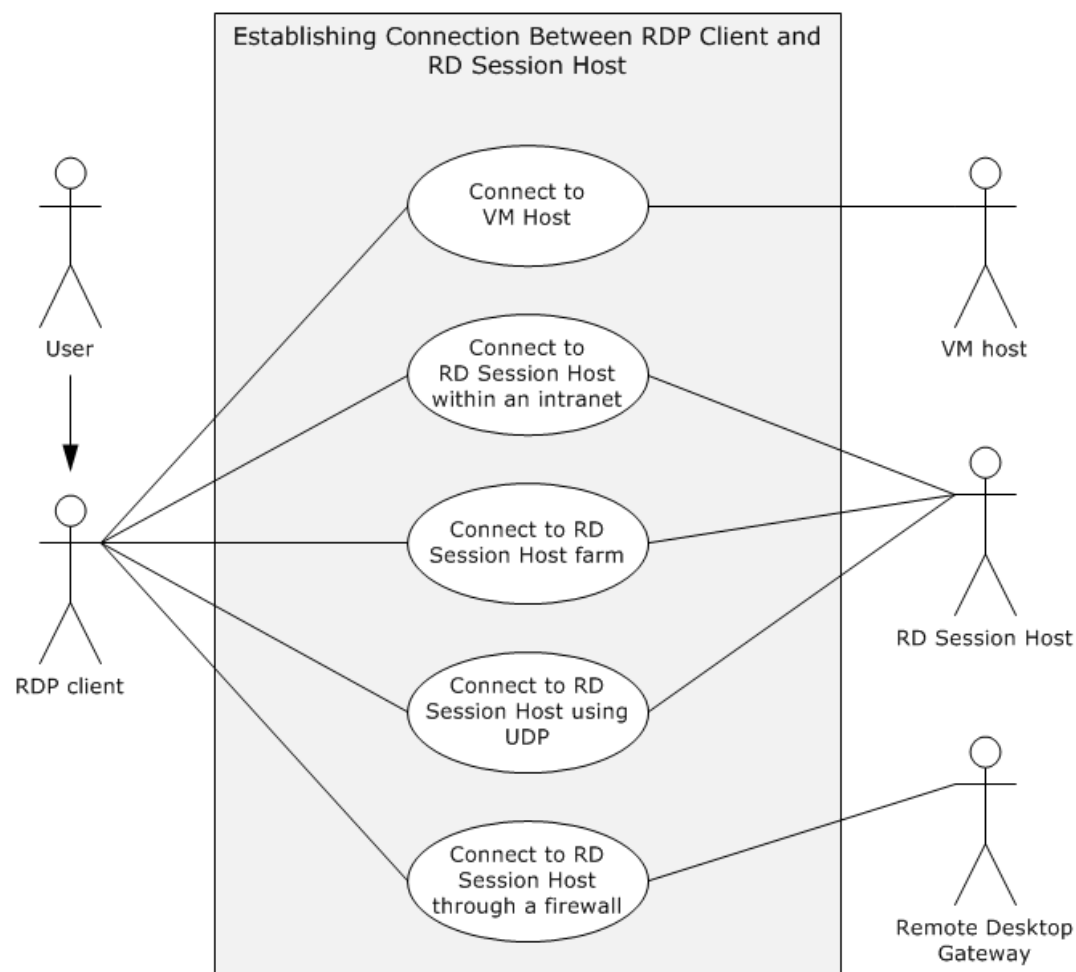 Establishing Connection Between RDP Client and
RD Session Host
Connect to
VM Host
User
VM host
Connect to
RD Session Host
within an intranet
Connect to RD
Session Host farm
RDP client
RD Session Host
Connect to RD
Session Host using
UDP
Connect to RD
Session Host
through a firewall
Remote Desktop
Gateway